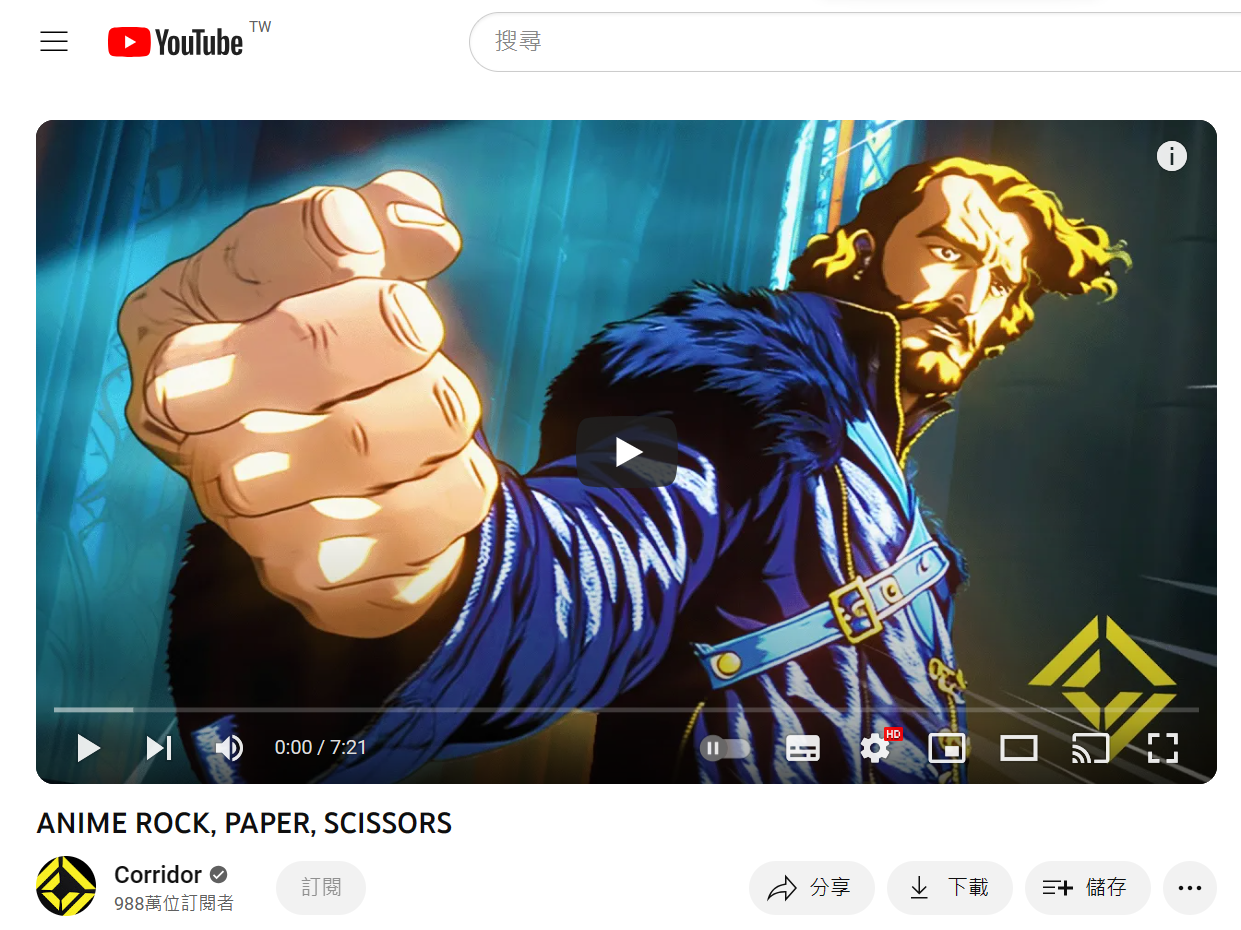 YouTube TW
搜尋
HD
0:00 / 7:21
ANIME ROCK, PAPER, SCISSORS
Corridor
訂閱
分享
下載
儲存
988萬位訂閱者